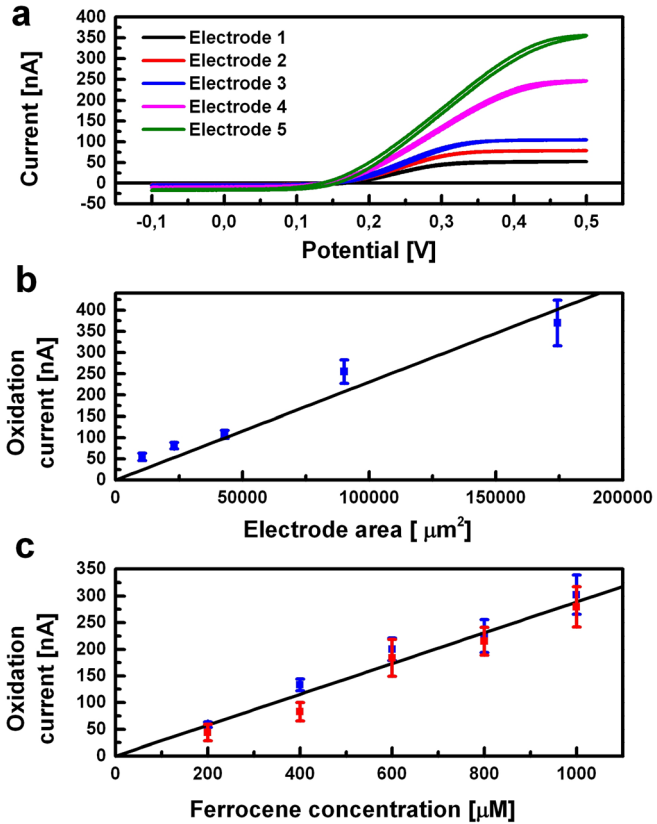 a
400
350
300
250
200
150
100
50
0
-50
Current [nA]
Electrode 1
Electrode 2
Electrode 3
Electrode 4
Electrode 5
-0,1 0,0 0,1 0,2 0,3 0,4 0,5
Potential [V]
b
400
350
300
250
200
150
100
50
0
Oxidation
current [nA]
0 50000 100000 150000 200000
Electrode area [ μm²]
c
350
300
250
200
150
100
50
0
Oxidation
current [nA]
0 200 400 600 800 1000
Ferrocene concentration [μM]